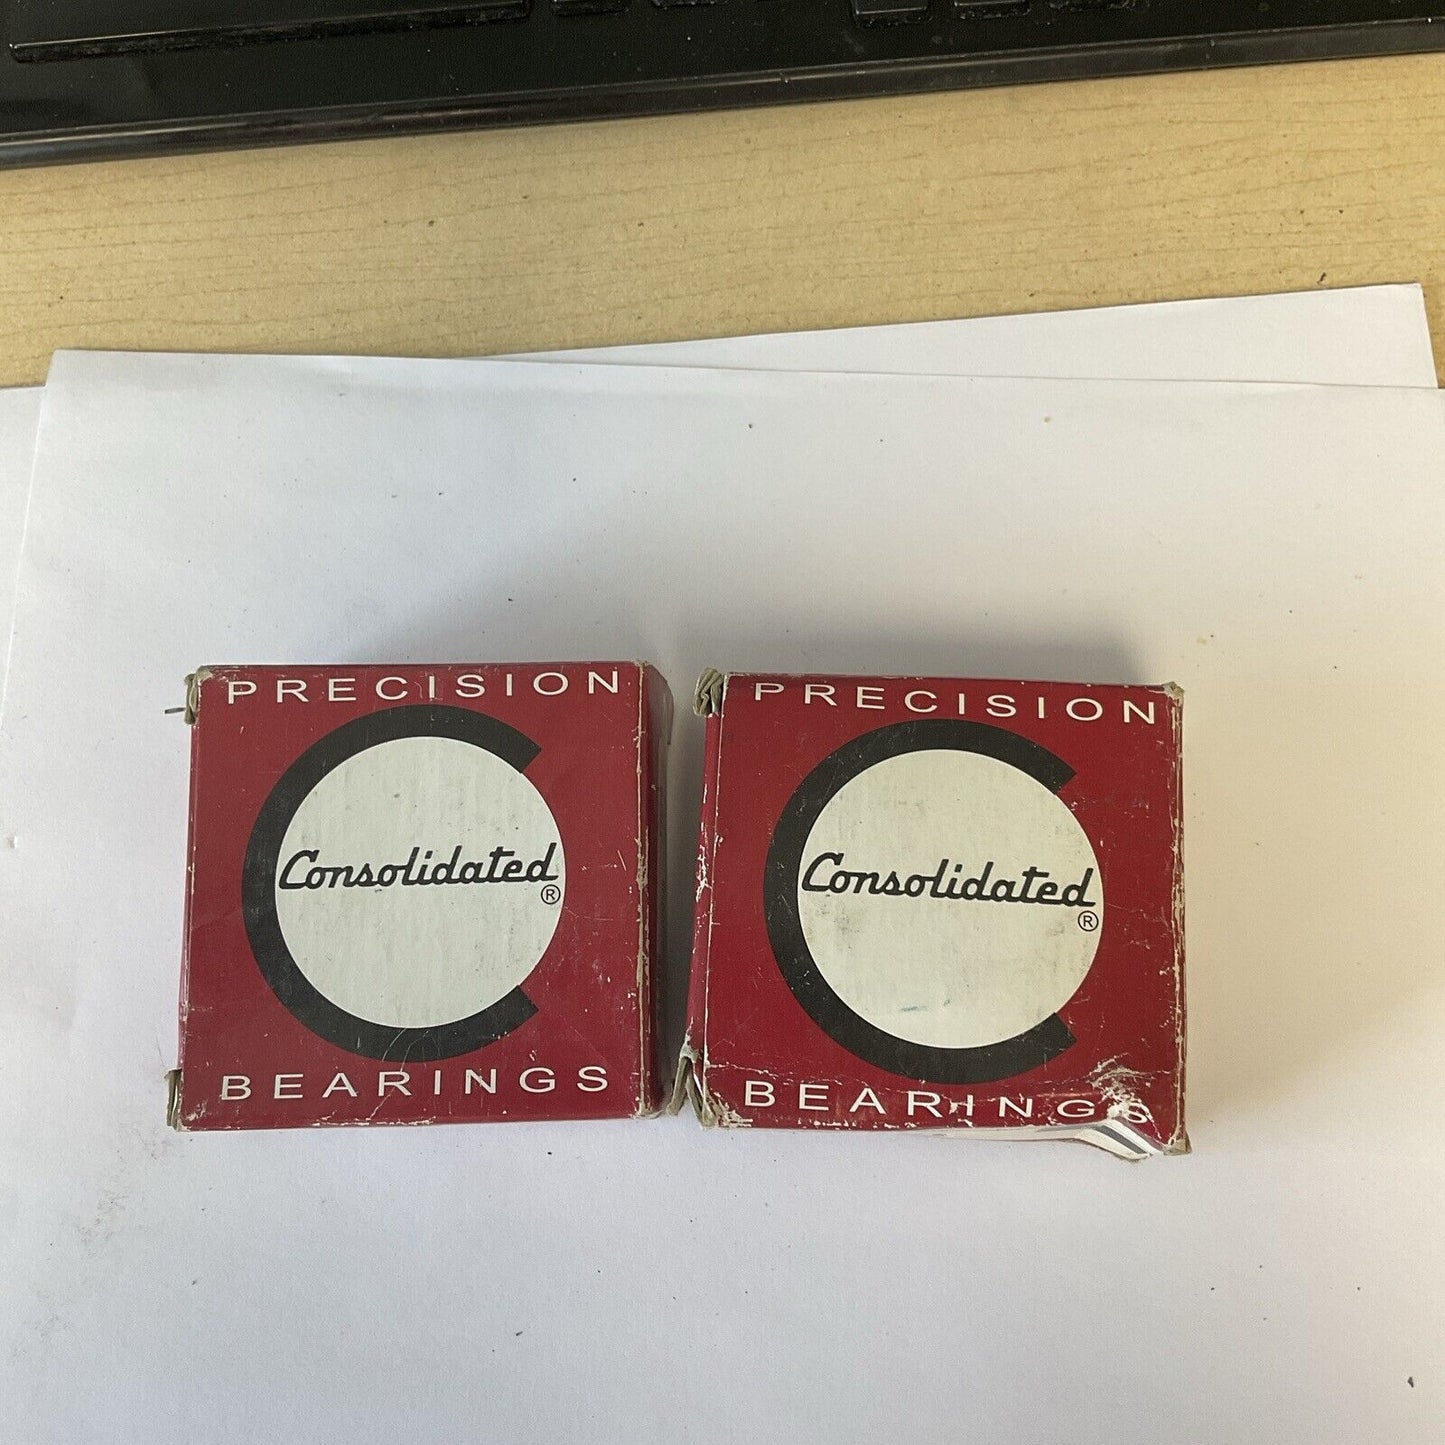 PRECISION
Consolidated
®
BEARINGS
PRECISION
Consolidated
®
BEARINGS